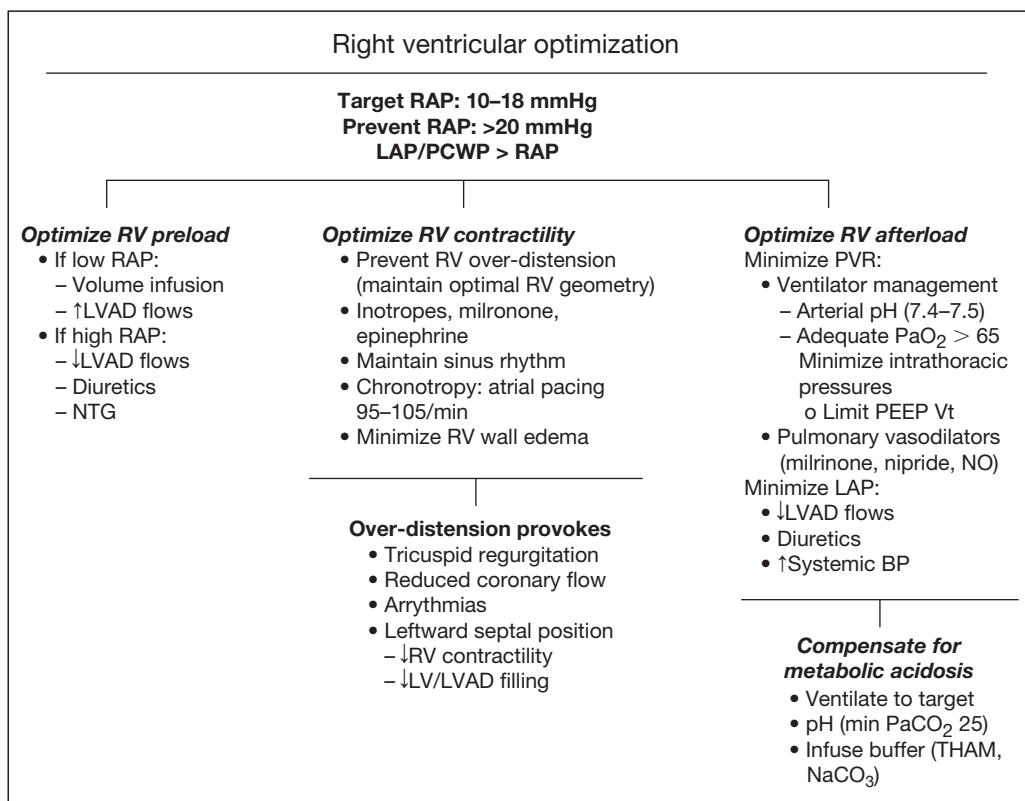 Right ventricular optimization
Target RAP: 10–18 mmHg
Prevent RAP: >20 mmHg
LAP/PCWP > RAP
Optimize RV preload
• If low RAP:
– Volume infusion
– ↑LVAD flows
• If high RAP:
– ↓LVAD flows
– Diuretics
– NTG
Optimize RV contractility
• Prevent RV over-distension
(maintain optimal RV geometry)
• Inotropes, milronone,
epinephrine
• Maintain sinus rhythm
• Chronotropy: atrial pacing
95–105/min
• Minimize RV wall edema
Over-distension provokes
• Tricuspid regurgitation
• Reduced coronary flow
• Arrythmias
• Leftward septal position
– ↓RV contractility
– ↓LV/LVAD filling
Optimize RV afterload
Minimize PVR:
• Ventilator management
– Arterial pH (7.4–7.5)
– Adequate PaO₂ > 65
Minimize intrathoracic
pressures
o Limit PEEP Vt
• Pulmonary vasodilators
(milrinone, nipride, NO)
Minimize LAP:
• ↓LVAD flows
• Diuretics
• ↑Systemic BP
Compensate for
metabolic acidosis
• Ventilate to target
• pH (min PaCO₂ 25)
• Infuse buffer (THAM,
NaCO₃)